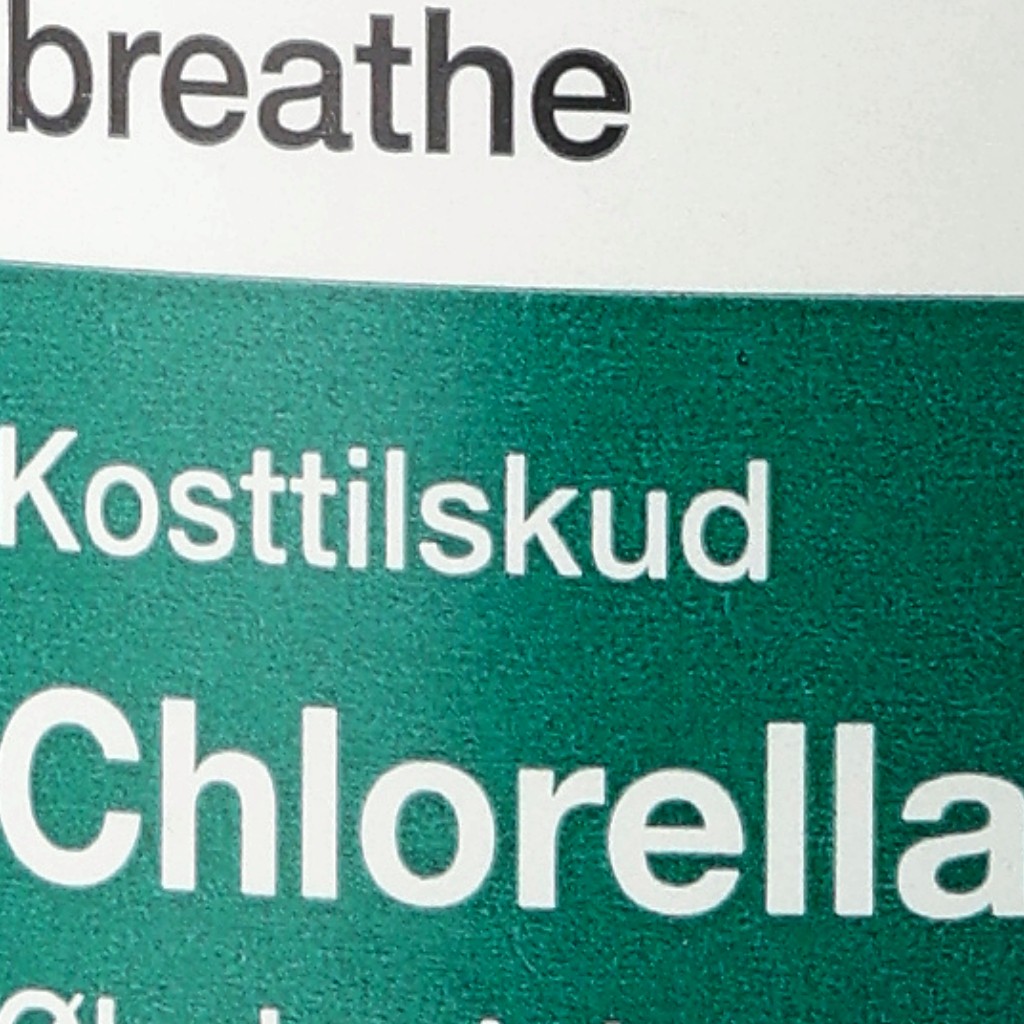 breathe
Kosttilskud
Chlorella